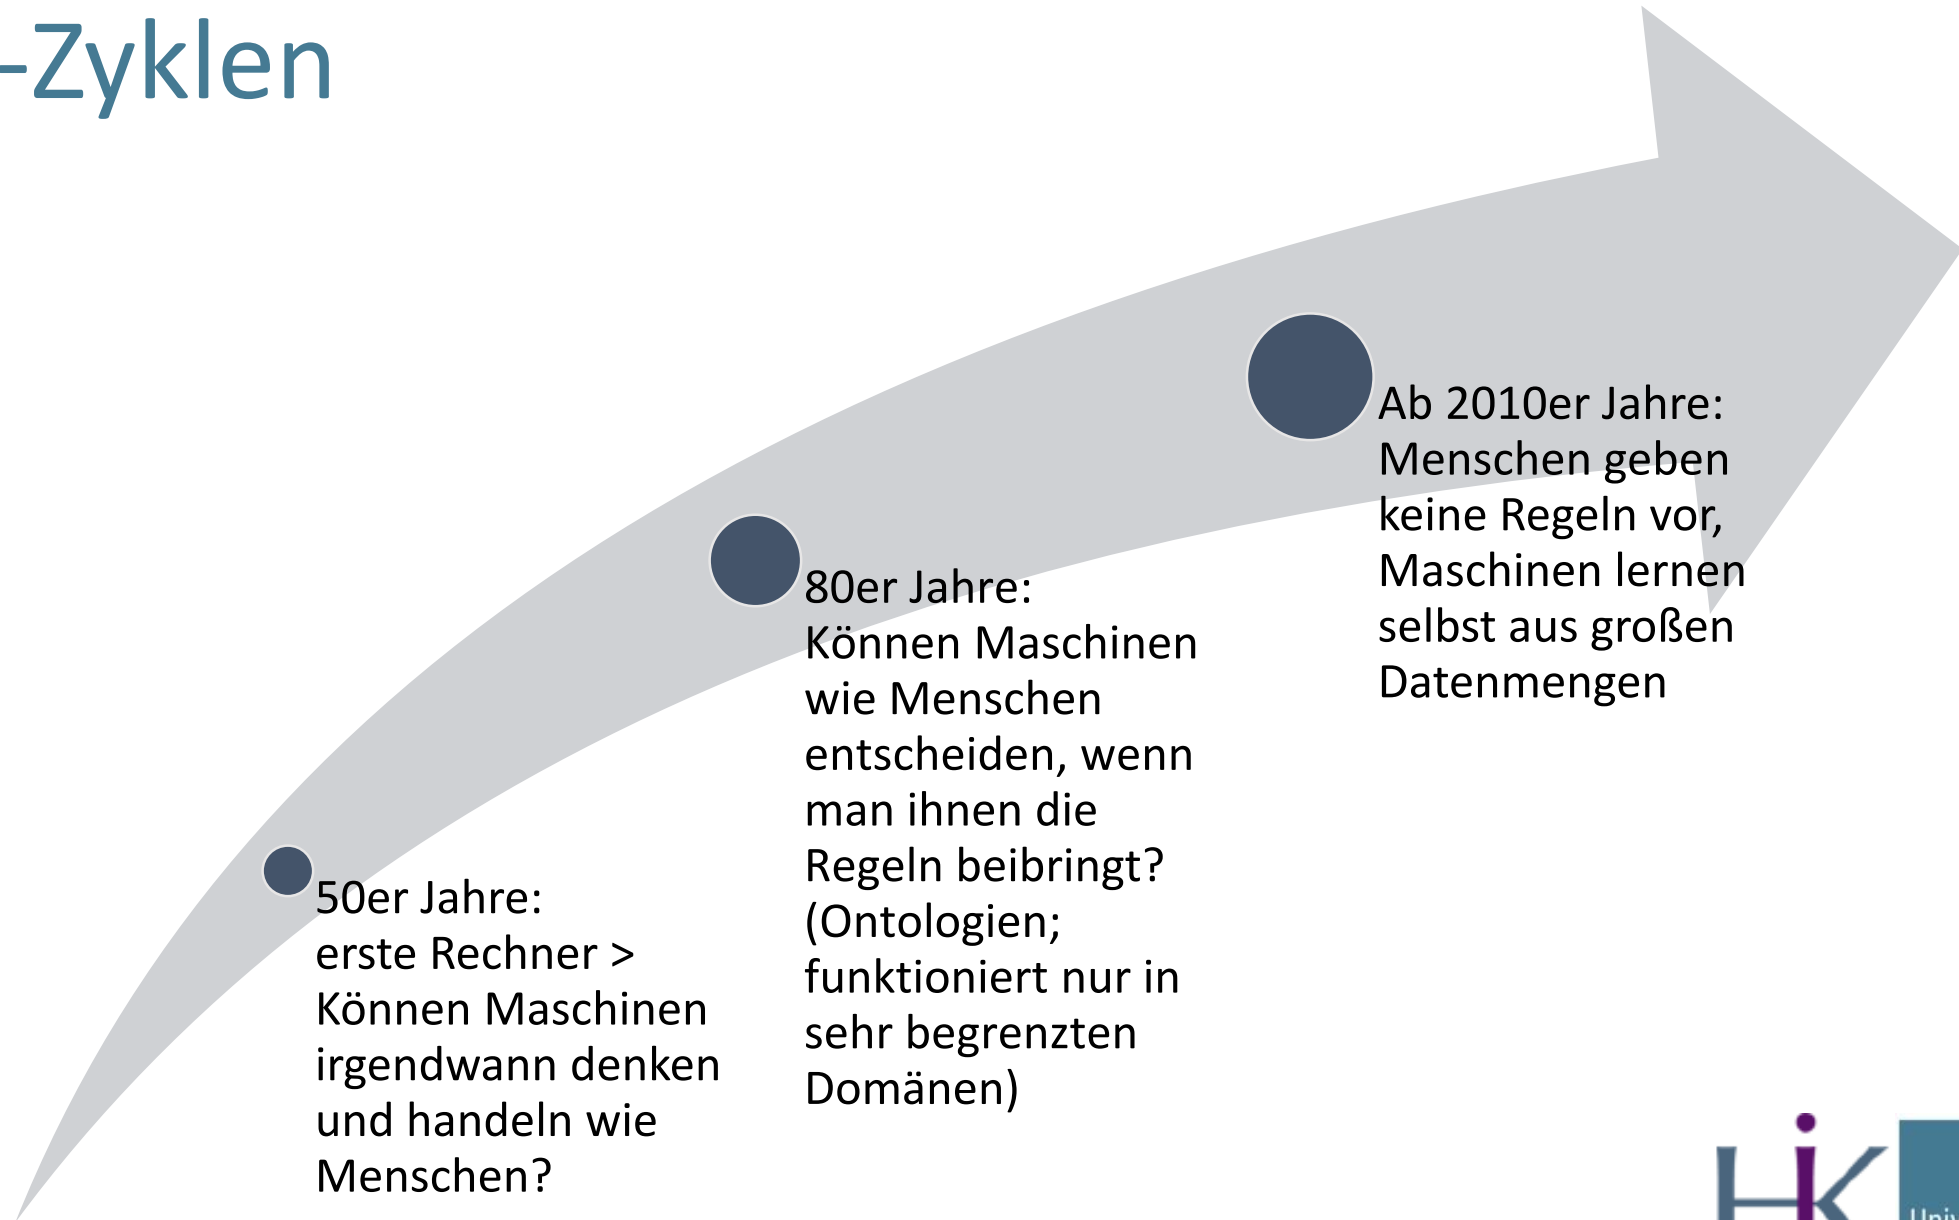 -Zyklen
50er Jahre:
erste Rechner >
Können Maschinen
irgendwann denken
und handeln wie
Menschen?
80er Jahre:
Können Maschinen
wie Menschen
entscheiden, wenn
man ihnen die
Regeln beibringt?
(Ontologien;
funktioniert nur in
sehr begrenzten
Domänen)
Ab 2010er Jahre:
Menschen geben
keine Regeln vor,
Maschinen lernen
selbst aus großen
Datenmengen
HiK